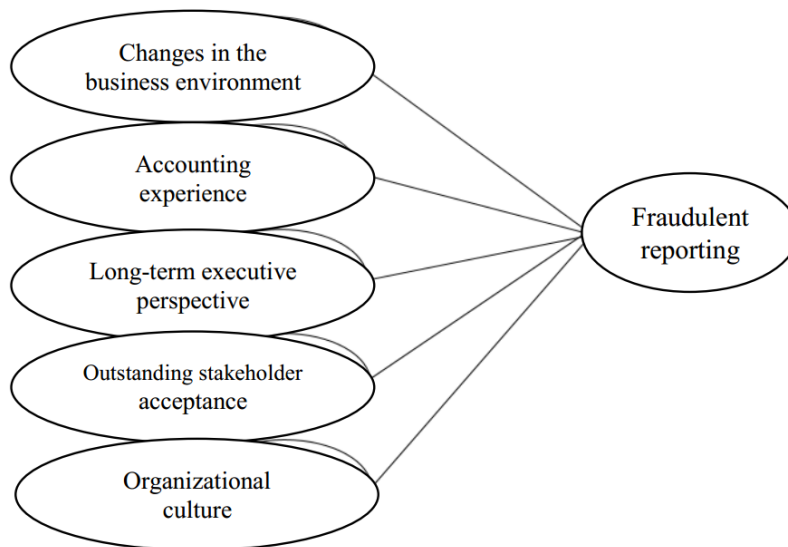 Changes in the
business environment
Accounting
experience
Long-term executive
perspective
Outstanding stakeholder
acceptance
Organizational
culture
Fraudulent
reporting